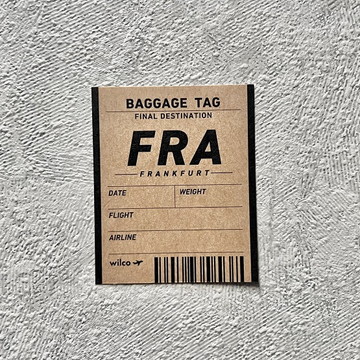 BAGGAGE TAG
FINAL DESTINATION
FRA
FRANKFURT
DATE WEIGHT
FLIGHT
AIRLINE
wilco